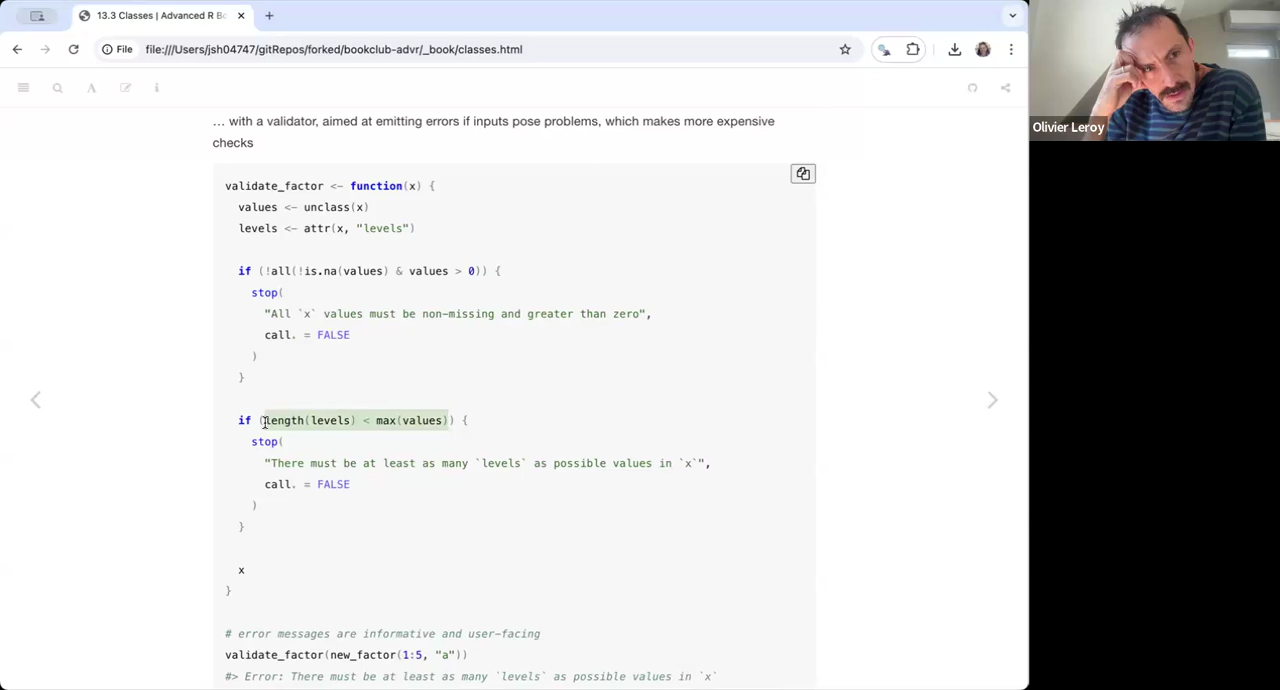 13.3 Classes | Advanced R Bo
File
file:///Users/jsh04747/gitRepos/forked/bookclub-advr/_book/classes.html
… with a validator, aimed at emitting errors if inputs pose problems, which makes more expensive
checks
validate_factor <- function(x) {
values <- unclass(x)
levels <- attr(x, "levels")
if (!all(!is.na(values) & values > 0)) {
stop(
"All `x` values must be non-missing and greater than zero",
call. = FALSE
)
}
if (length(levels) < max(values)) {
stop(
"There must be at least as many `levels` as possible values in `x`",
call. = FALSE
)
}
x
}
# error messages are informative and user-facing
validate_factor(new_factor(1:5, "a"))
#> Error: There must be at least as many `levels` as possible values in `x`
Olivier Leroy